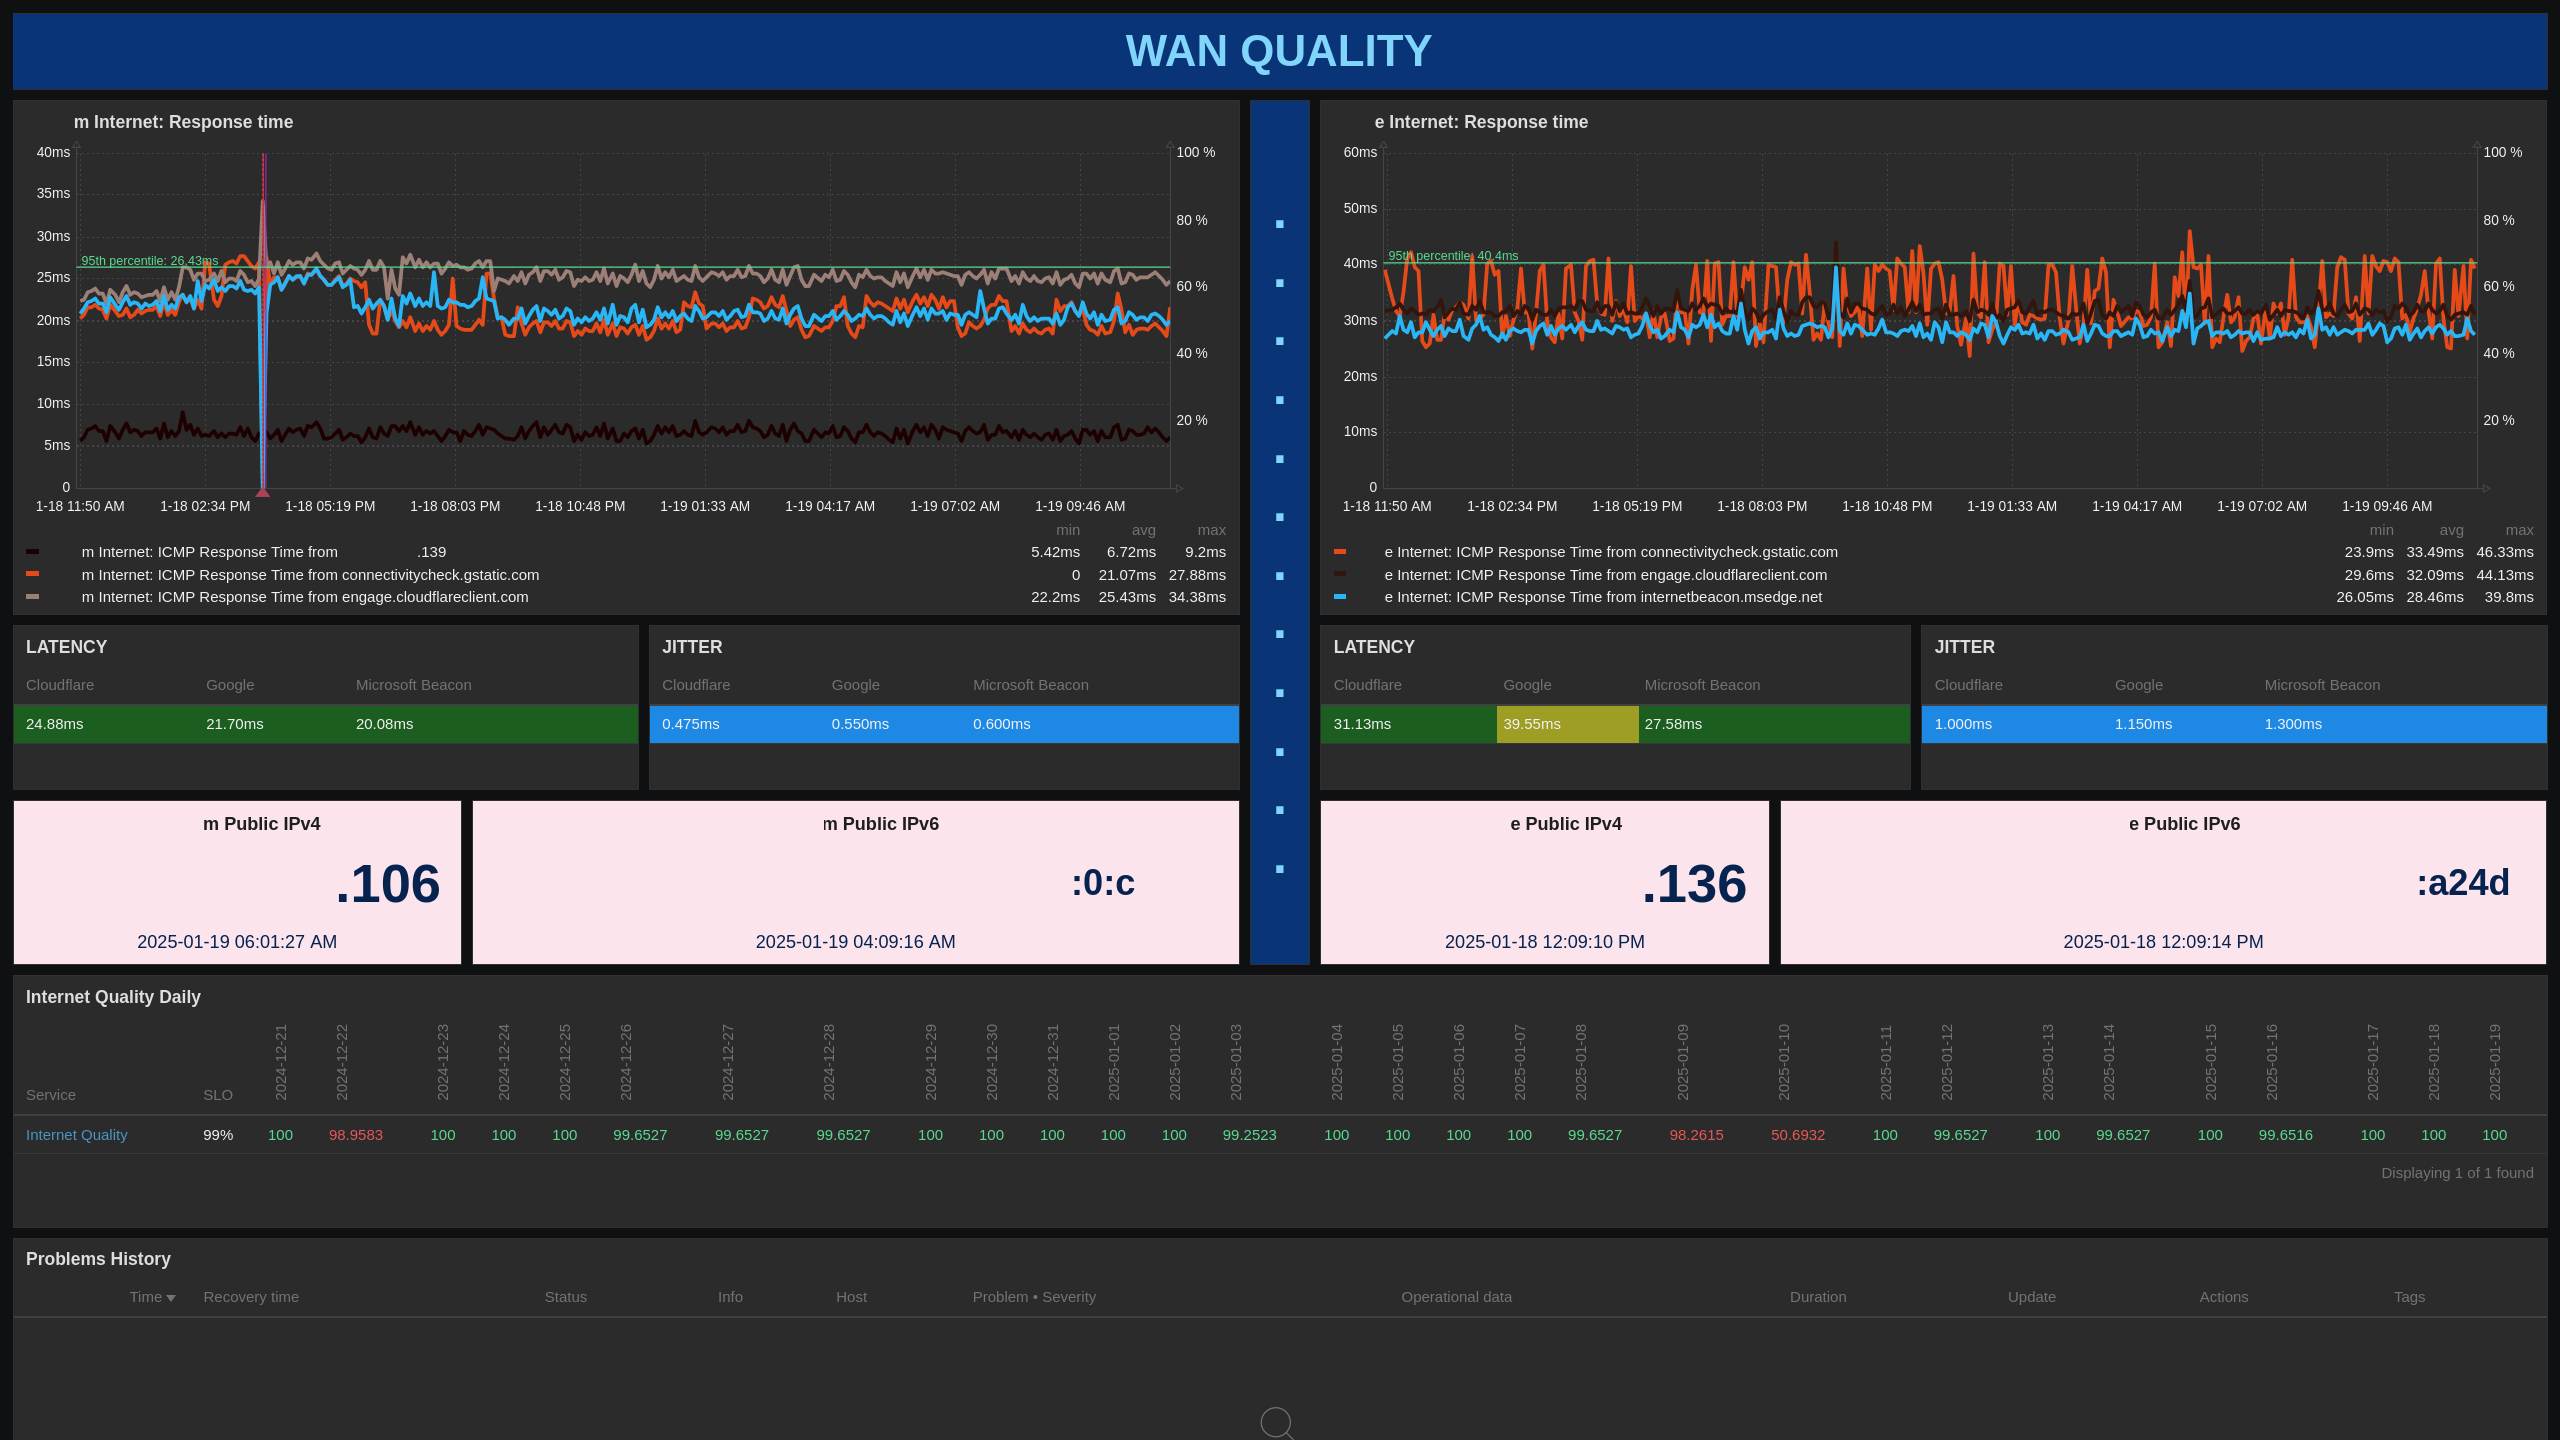 WAN QUALITY
m Internet: Response time
40ms
35ms
30ms
25ms
20ms
15ms
10ms
5ms
0
100 %
80 %
60 %
40 %
20 %
95th percentile: 26.43ms
1-18 11:50 AM 1-18 02:34 PM 1-18 05:19 PM 1-18 08:03 PM 1-18 10:48 PM 1-19 01:33 AM 1-19 04:17 AM 1-19 07:02 AM 1-19 09:46 AM
min avg max
m Internet: ICMP Response Time from .139 5.42ms 6.72ms 9.2ms
m Internet: ICMP Response Time from connectivitycheck.gstatic.com 0 21.07ms 27.88ms
m Internet: ICMP Response Time from engage.cloudflareclient.com 22.2ms 25.43ms 34.38ms
e Internet: Response time
60ms
50ms
40ms
30ms
20ms
10ms
0
100 %
80 %
60 %
40 %
20 %
95th percentile: 40.4ms
1-18 11:50 AM 1-18 02:34 PM 1-18 05:19 PM 1-18 08:03 PM 1-18 10:48 PM 1-19 01:33 AM 1-19 04:17 AM 1-19 07:02 AM 1-19 09:46 AM
min avg max
e Internet: ICMP Response Time from connectivitycheck.gstatic.com 23.9ms 33.49ms 46.33ms
e Internet: ICMP Response Time from engage.cloudflareclient.com 29.6ms 32.09ms 44.13ms
e Internet: ICMP Response Time from internetbeacon.msedge.net 26.05ms 28.46ms 39.8ms
LATENCY
Cloudflare Google Microsoft Beacon
24.88ms 21.70ms 20.08ms
JITTER
Cloudflare Google Microsoft Beacon
0.475ms 0.550ms 0.600ms
LATENCY
Cloudflare Google Microsoft Beacon
31.13ms 39.55ms 27.58ms
JITTER
Cloudflare Google Microsoft Beacon
1.000ms 1.150ms 1.300ms
m Public IPv4
.106
2025-01-19 06:01:27 AM
m Public IPv6
:0:c
2025-01-19 04:09:16 AM
e Public IPv4
.136
2025-01-18 12:09:10 PM
e Public IPv6
:a24d
2025-01-18 12:09:14 PM
Internet Quality Daily
Service SLO 2024-12-21 2024-12-22 2024-12-23 2024-12-24 2024-12-25 2024-12-26 2024-12-27 2024-12-28 2024-12-29 2024-12-30 2024-12-31 2025-01-01 2025-01-02 2025-01-03 2025-01-04 2025-01-05 2025-01-06 2025-01-07 2025-01-08 2025-01-09 2025-01-10 2025-01-11 2025-01-12 2025-01-13 2025-01-14 2025-01-15 2025-01-16 2025-01-17 2025-01-18 2025-01-19
Internet Quality 99% 100 98.9583 100 100 100 99.6527 99.6527 99.6527 100 100 100 100 100 99.2523 100 100 100 100 99.6527 98.2615 50.6932 100 99.6527 100 99.6527 100 99.6516 100 100 100
Displaying 1 of 1 found
Problems History
Time Recovery time Status Info Host Problem • Severity Operational data Duration Update Actions Tags